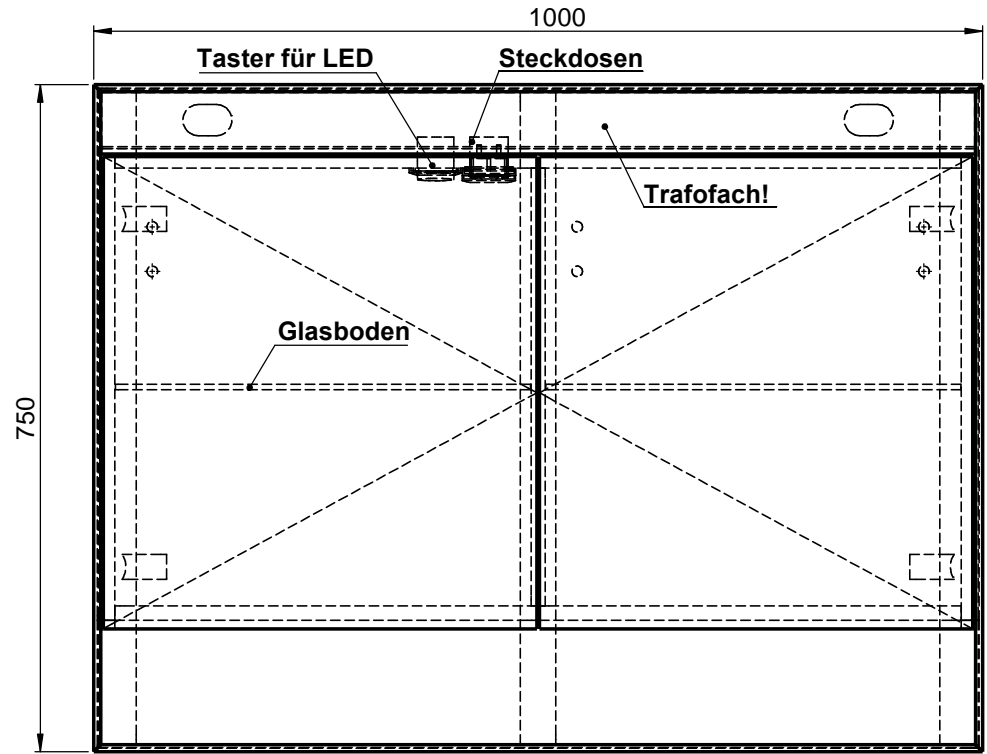 1000
Taster für LED
Steckdosen
Trafofach!
Glasboden
750